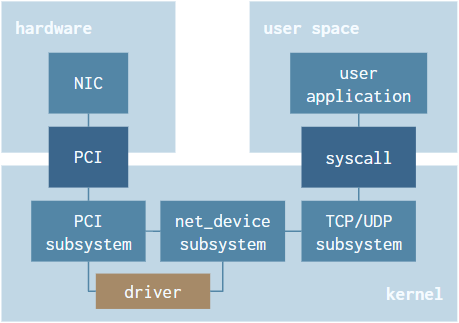 hardware
user space
NIC
user
application
PCI
syscall
PCI
subsystem
net_device
subsystem
TCP/UDP
subsystem
driver
kernel